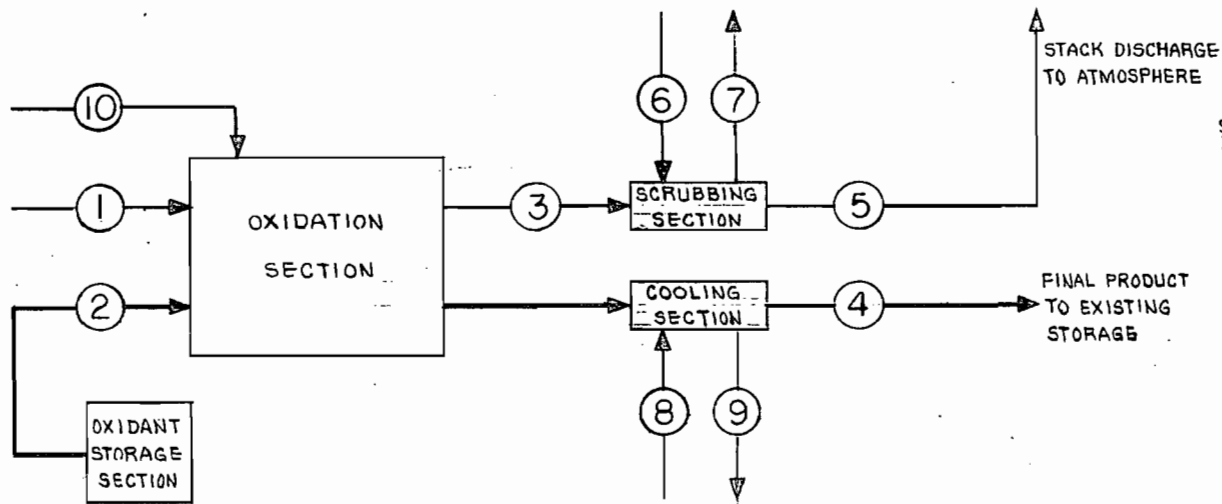 STACK DISCHARGE
TO ATMOSPHERE
10
6
7
1
OXIDATION
SECTION
3
SCRUBBING
SECTION
5
2
COOLING
SECTION
4
FINAL PRODUCT
TO EXISTING
STORAGE
8
9
OXIDANT
STORAGE
SECTION